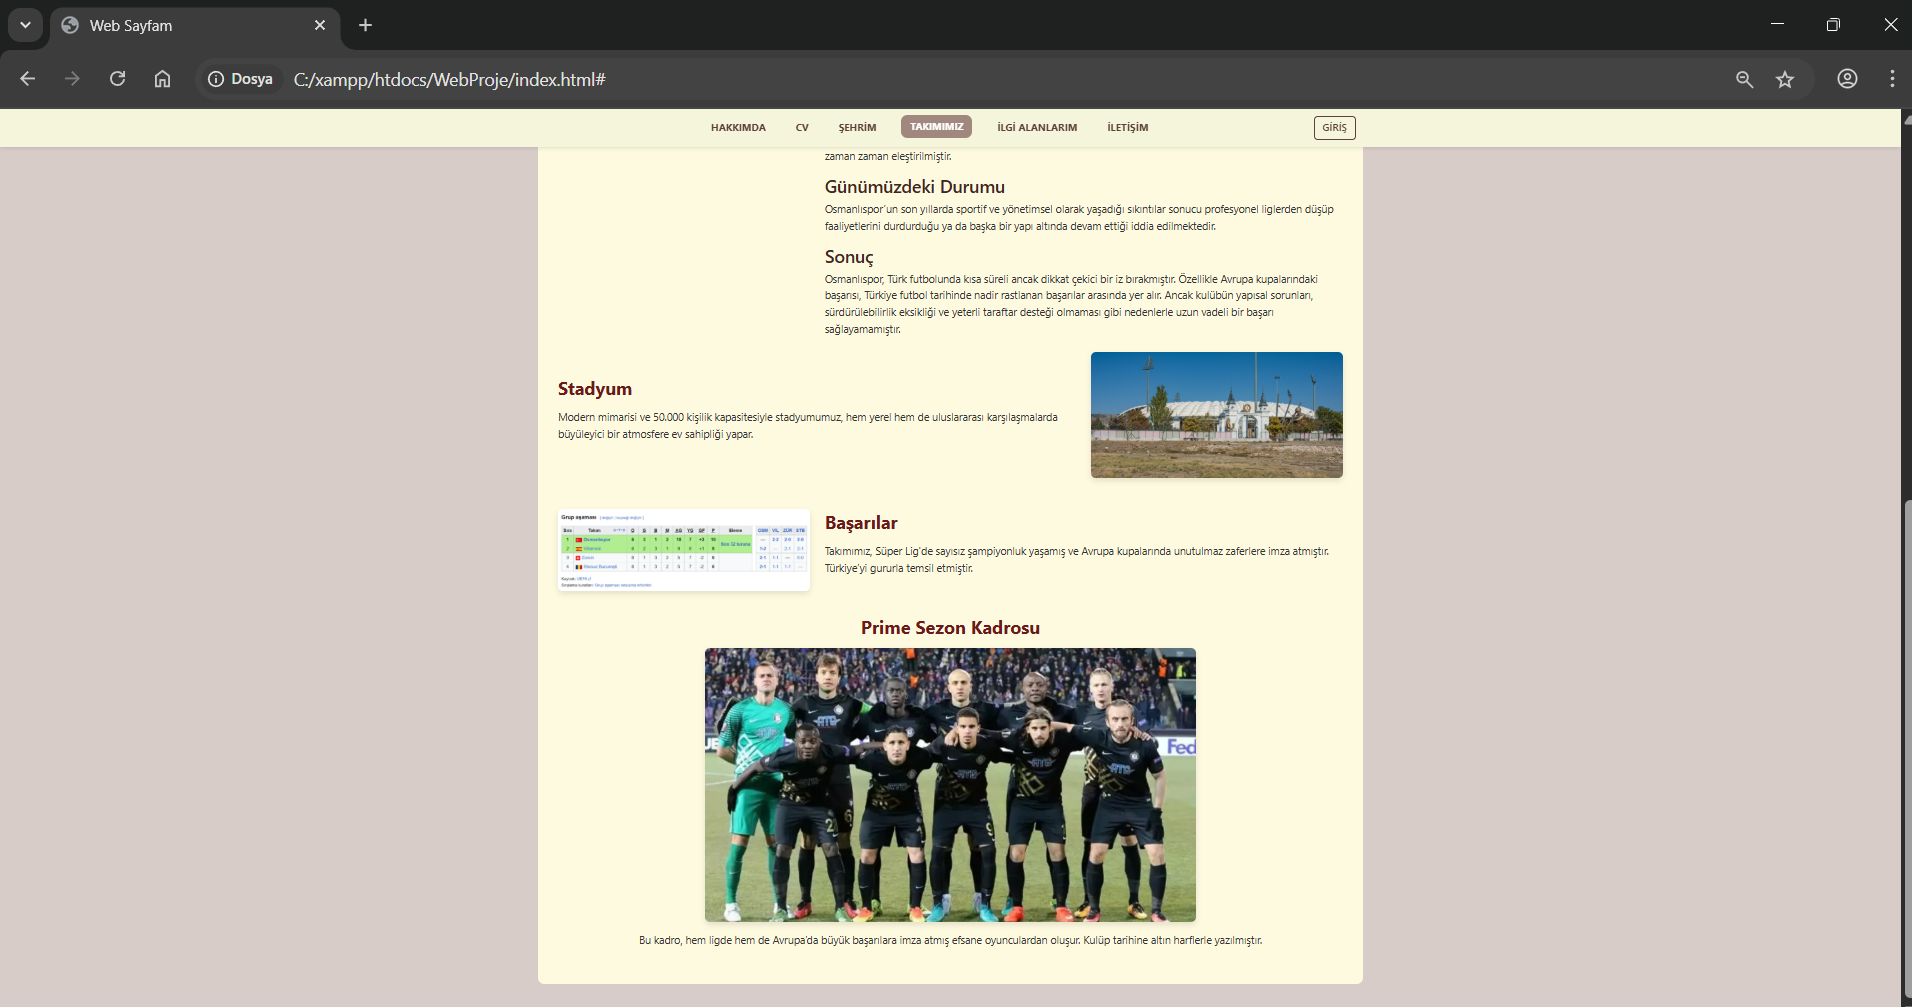 Web Sayfam
Dosya
C:/xampp/htdocs/WebProje/index.html#
HAKKIMDA
CV
ŞEHRİM
TAKIMIMIZ
İLGİ ALANLARIM
İLETİŞİM
GİRİŞ
zaman zaman eleştirilmiştir.
Günümüzdeki Durumu
Osmanlıspor'un son yıllarda sportif ve yönetimsel olarak yaşadığı sıkıntılar sonucu profesyonel liglerden düşüp
faaliyetlerini durdurduğu ya da başka bir yapı altında devam ettiği iddia edilmektedir.
Sonuç
Osmanlıspor, Türk futbolunda kısa süreli ancak dikkat çekici bir iz bırakmıştır. Özellikle Avrupa kupalarındaki
başarısı, Türkiye futbol tarihinde nadir rastlanan başarılar arasında yer alır. Ancak kulübün yapısal sorunları,
sürdürülebilirlik eksikliği ve yeterli taraftar desteği olmaması gibi nedenlerle uzun vadeli bir başarı
sağlayamamıştır.
Stadyum
Modern mimarisi ve 50.000 kişilik kapasitesiyle stadyumumuz, hem yerel hem de uluslararası karşılaşmalarda
büyüleyici bir atmosfere ev sahipliği yapar.
Grup aşaması
Başarılar
Takımımız, Süper Lig'de sayısız şampiyonluk yaşamış ve Avrupa kupalarında unutulmaz zaferlere imza atmıştır.
Türkiye'yi gururla temsil etmiştir.
Prime Sezon Kadrosu
Fed
Bu kadro, hem ligde hem de Avrupa'da büyük başarılara imza atmış efsane oyunculardan oluşur. Kulüp tarihine altın harflerle yazılmıştır.